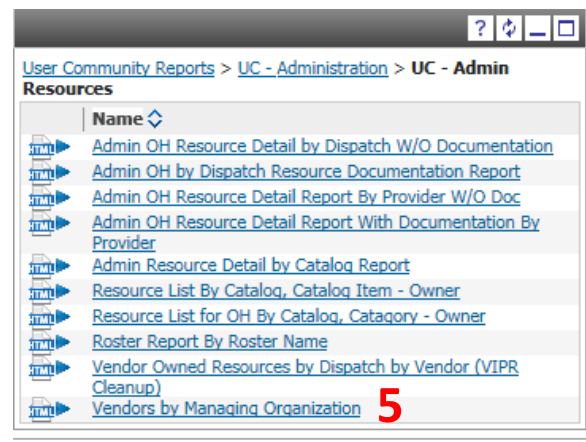 ?
User Community Reports > UC - Administration > UC - Admin
Resources
Name
Admin OH Resource Detail by Dispatch W/O Documentation
Admin OH by Dispatch Resource Documentation Report
Admin OH Resource Detail Report By Provider W/O Doc
Admin OH Resource Detail Report With Documentation By
Provider
Admin Resource Detail by Catalog Report
Resource List By Catalog, Catalog Item - Owner
Resource List for OH By Catalog, Catagory - Owner
Roster Report By Roster Name
Vendor Owned Resources by Dispatch by Vendor (VIPR
Cleanup)
Vendors by Managing Organization 5